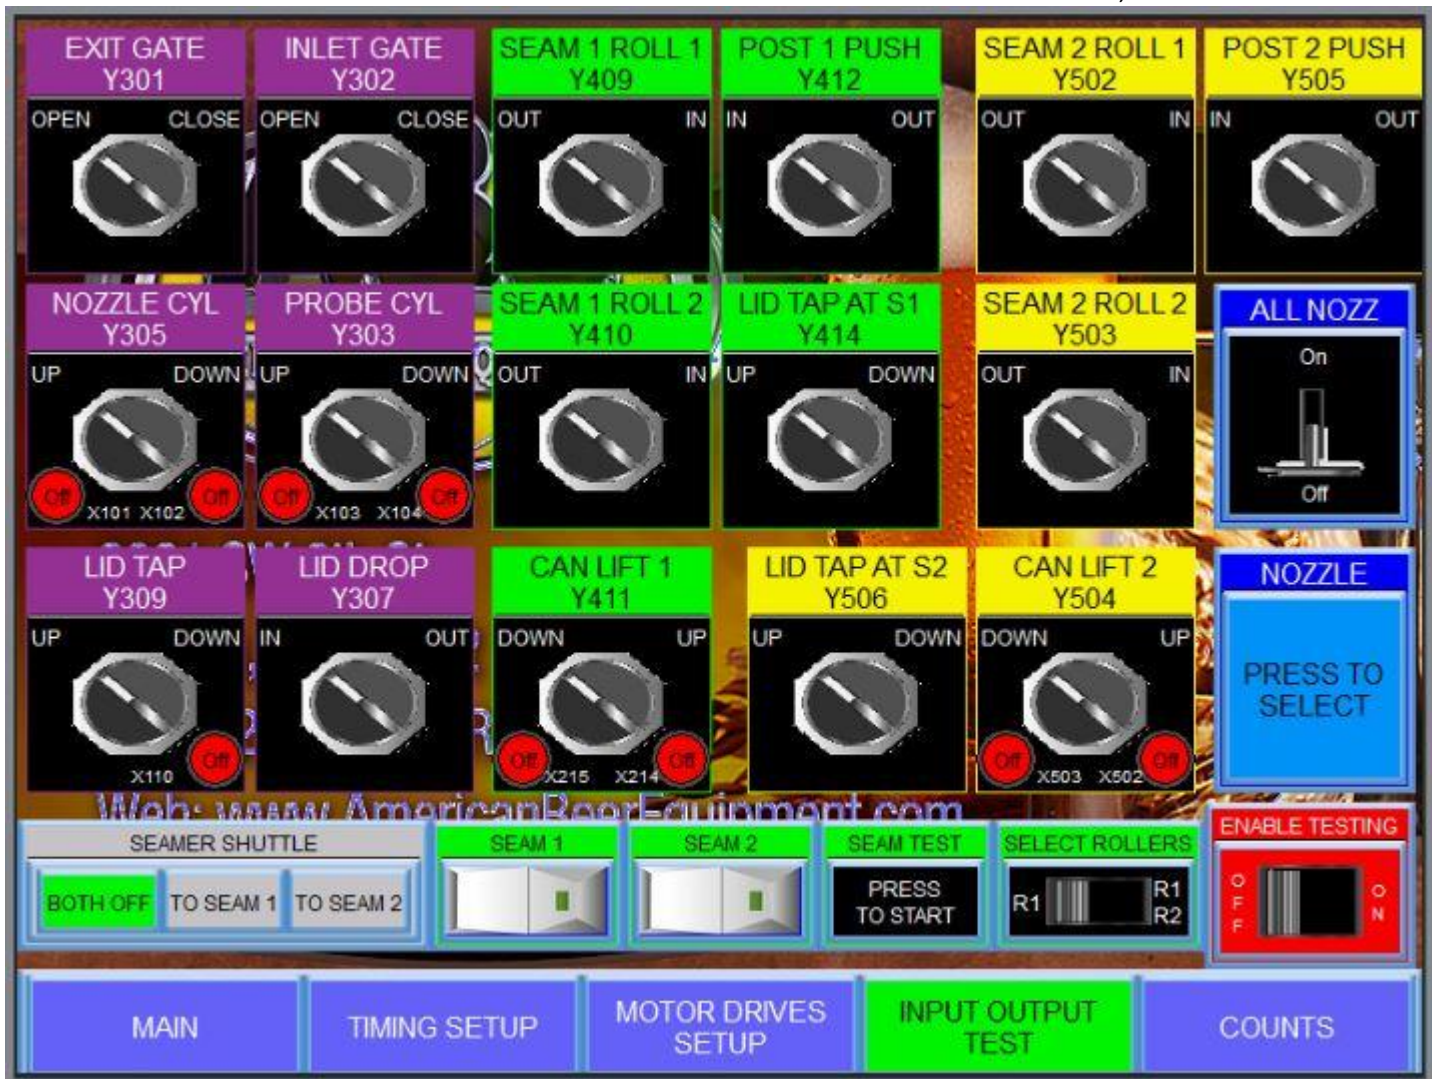 EXIT GATE
Y301
OPEN CLOSE
INLET GATE
Y302
OPEN CLOSE
SEAM 1 ROLL 1
Y409
OUT IN
POST 1 PUSH
Y412
IN OUT
SEAM 2 ROLL 1
Y502
OUT IN
POST 2 PUSH
Y505
IN OUT
NOZZLE CYL
Y305
UP DOWN
Off Off
X101 X102
PROBE CYL
Y303
UP DOWN
Off Off
X103 X104
SEAM 1 ROLL 2
Y410
OUT IN
LID TAP AT S1
Y414
UP DOWN
SEAM 2 ROLL 2
Y503
OUT IN
ALL NOZZ
On
Off
LID TAP
Y309
UP DOWN
Off
X110
LID DROP
Y307
IN OUT
CAN LIFT 1
Y411
DOWN UP
Off Off
X215 X214
LID TAP AT S2
Y506
UP DOWN
CAN LIFT 2
Y504
DOWN UP
Off Off
X503 X502
NOZZLE
PRESS TO
SELECT
Web: www.AmericanBeerEquipment.com
SEAMER SHUTTLE
BOTH OFF TO SEAM 1 TO SEAM 2
SEAM 1
SEAM 2
SEAM TEST
PRESS
TO START
SELECT ROLLERS
R1 R1
R2
ENABLE TESTING
OFF ON
MAIN
TIMING SETUP
MOTOR DRIVES
SETUP
INPUT OUTPUT
TEST
COUNTS